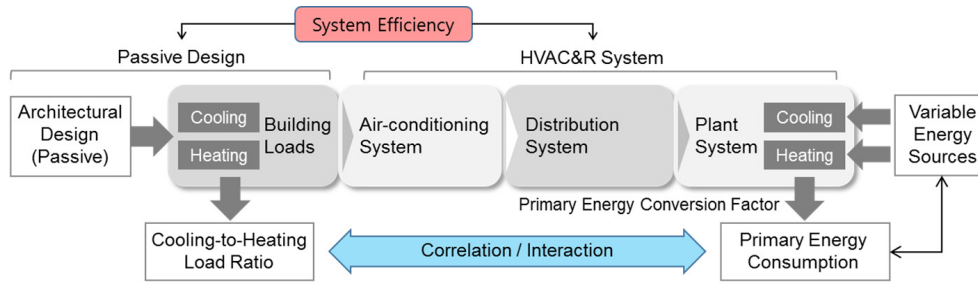 System Efficiency
Passive Design
HVAC&R System
Architectural
Design
(Passive)
Cooling
Heating
Building
Loads
Air-conditioning
System
Distribution
System
Plant
System
Cooling
Heating
Variable
Energy
Sources
Primary Energy Conversion Factor
Cooling-to-Heating
Load Ratio
Correlation / Interaction
Primary Energy
Consumption